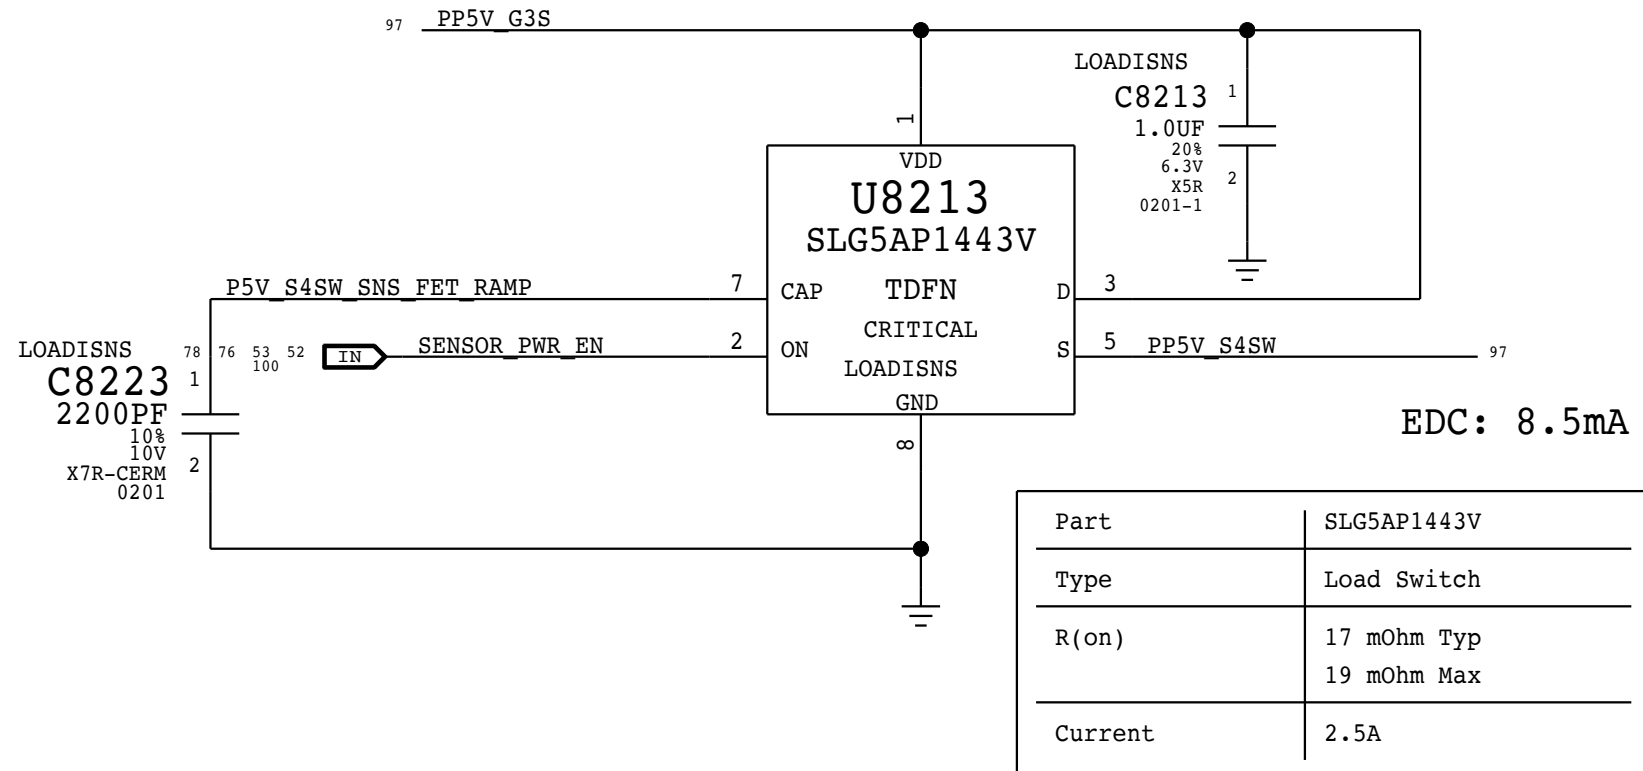 97 PP5V_G3S
LOADISNS
C8213
1.0UF
20%
6.3V
X5R
0201-1
1
2
1
VDD
U8213
SLG5AP1443V
TDFN
CRITICAL
LOADISNS
CAP
ON
D
S
GND
8
P5V_S4SW_SNS_FET_RAMP 7
78 76 53 52
100
IN SENSOR_PWR_EN 2
3
5 PP5V_S4SW 97
LOADISNS
C8223
2200PF
10%
10V
X7R-CERM
0201
1
2
EDC: 8.5mA
Part SLG5AP1443V
Type Load Switch
R(on) 17 mOhm Typ
19 mOhm Max
Current 2.5A